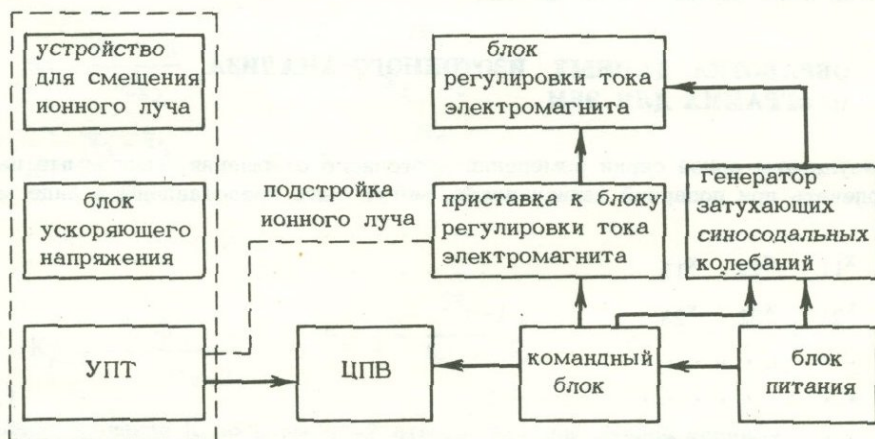 устройство
для смещения
ионного луча
блок
регулировки тока
электромагнита
блок
ускоряющего
напряжения
подстройка
ионного луча
приставка к блоку
регулировки тока
электромагнита
генератор
затухающих
синосодальных
колебаний
УПТ
ЦПВ
командный
блок
блок
питания